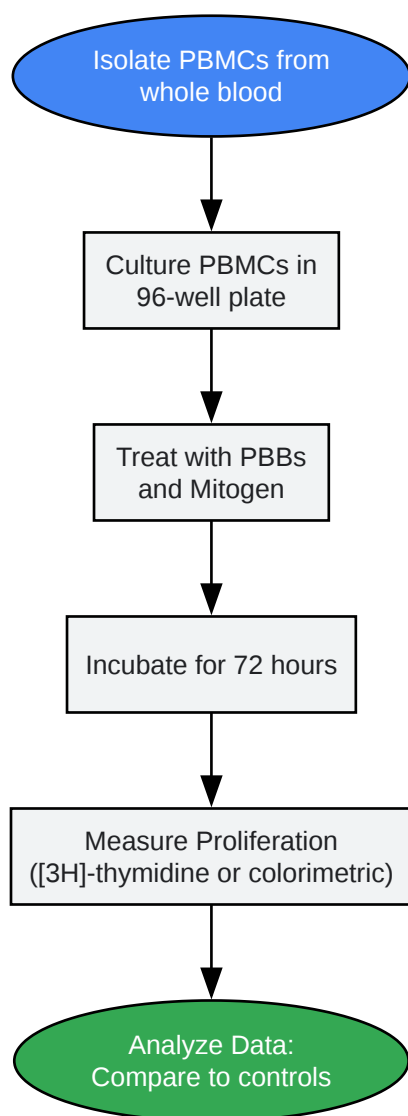 Isolate PBMCs from
whole blood
Culture PBMCs in
96-well plate
Treat with PBBs
and Mitogen
Incubate for 72 hours
Measure Proliferation
([3H]-thymidine or colorimetric)
Analyze Data:
Compare to controls